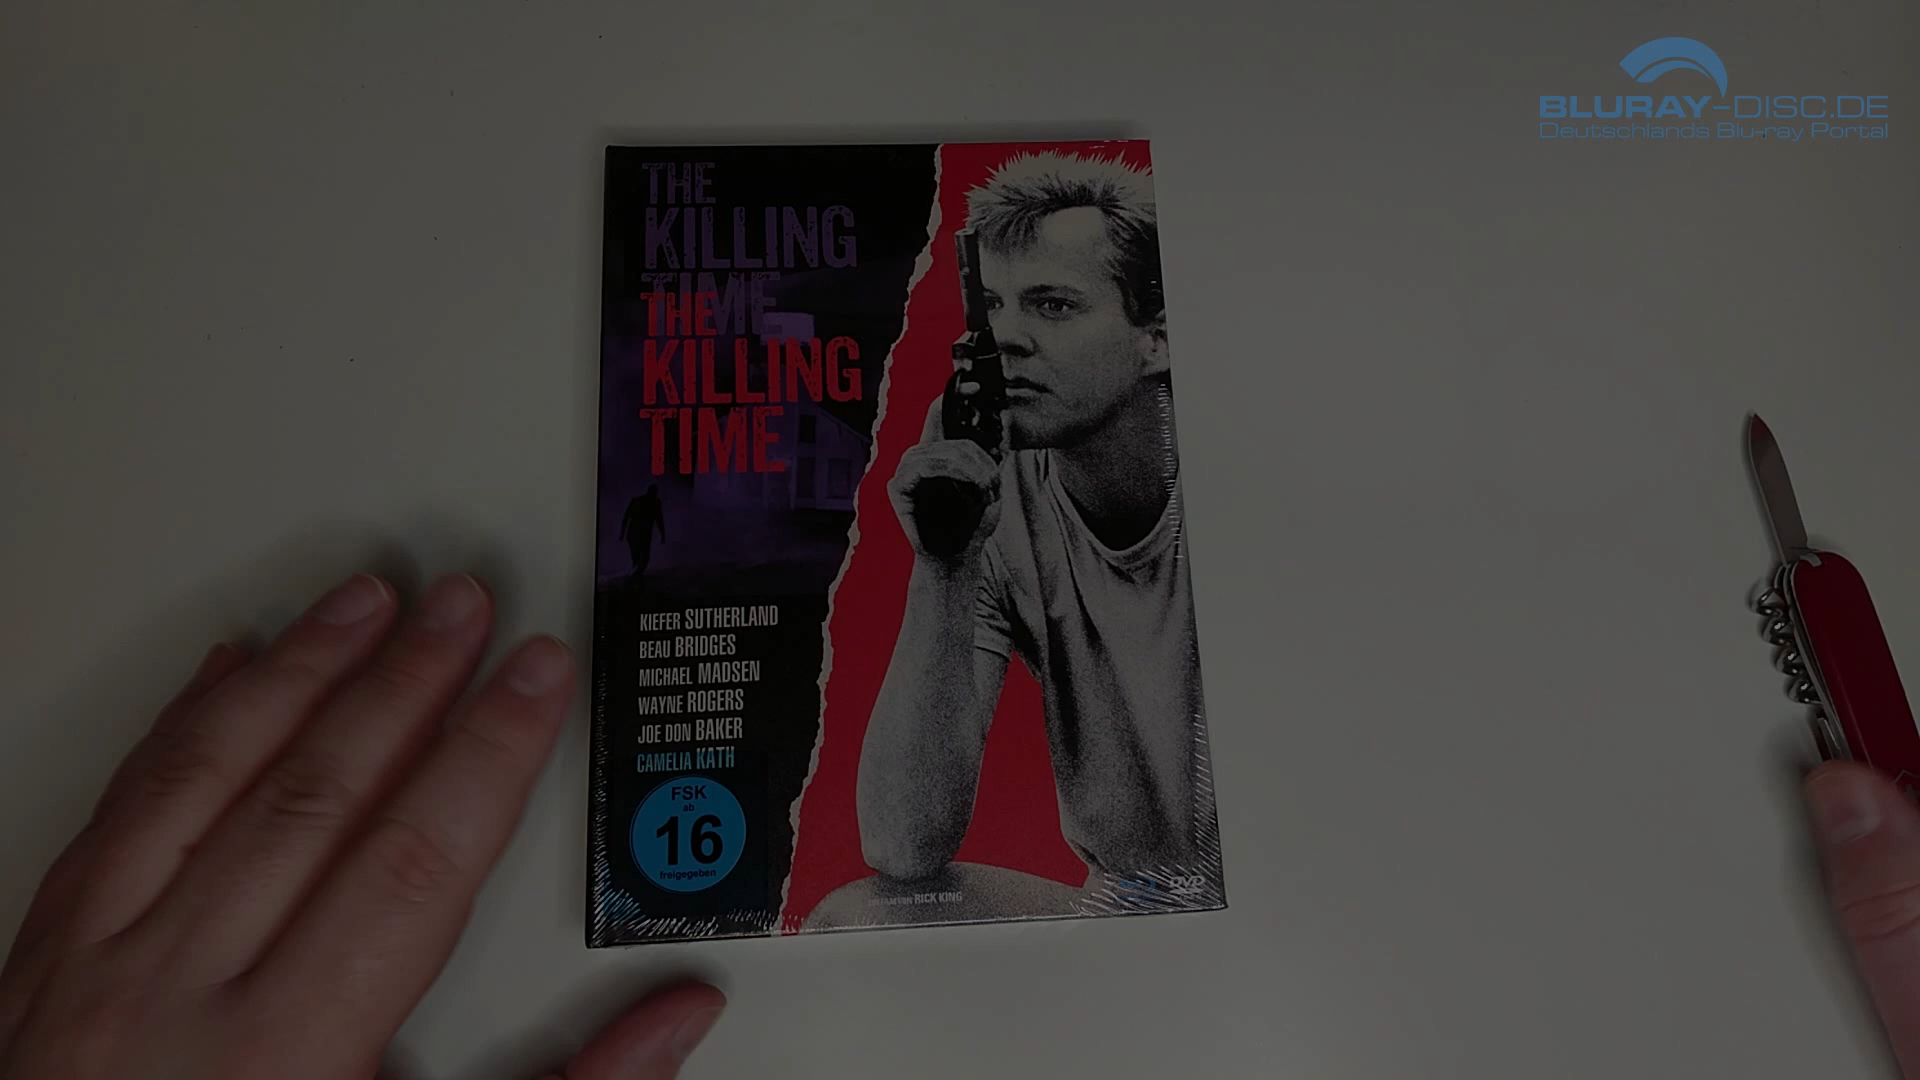 BLURAY-DISC.DE
Deutschlands Blu-ray Portal
THE
KILLING
TIME
THE
KILLING
TIME
KIEFER SUTHERLAND
BEAU BRIDGES
MICHAEL MADSEN
WAYNE ROGERS
JOE DON BAKER
CAMELIA KATH
FSK
ab
16
freigegeben
RICK KING
DVD